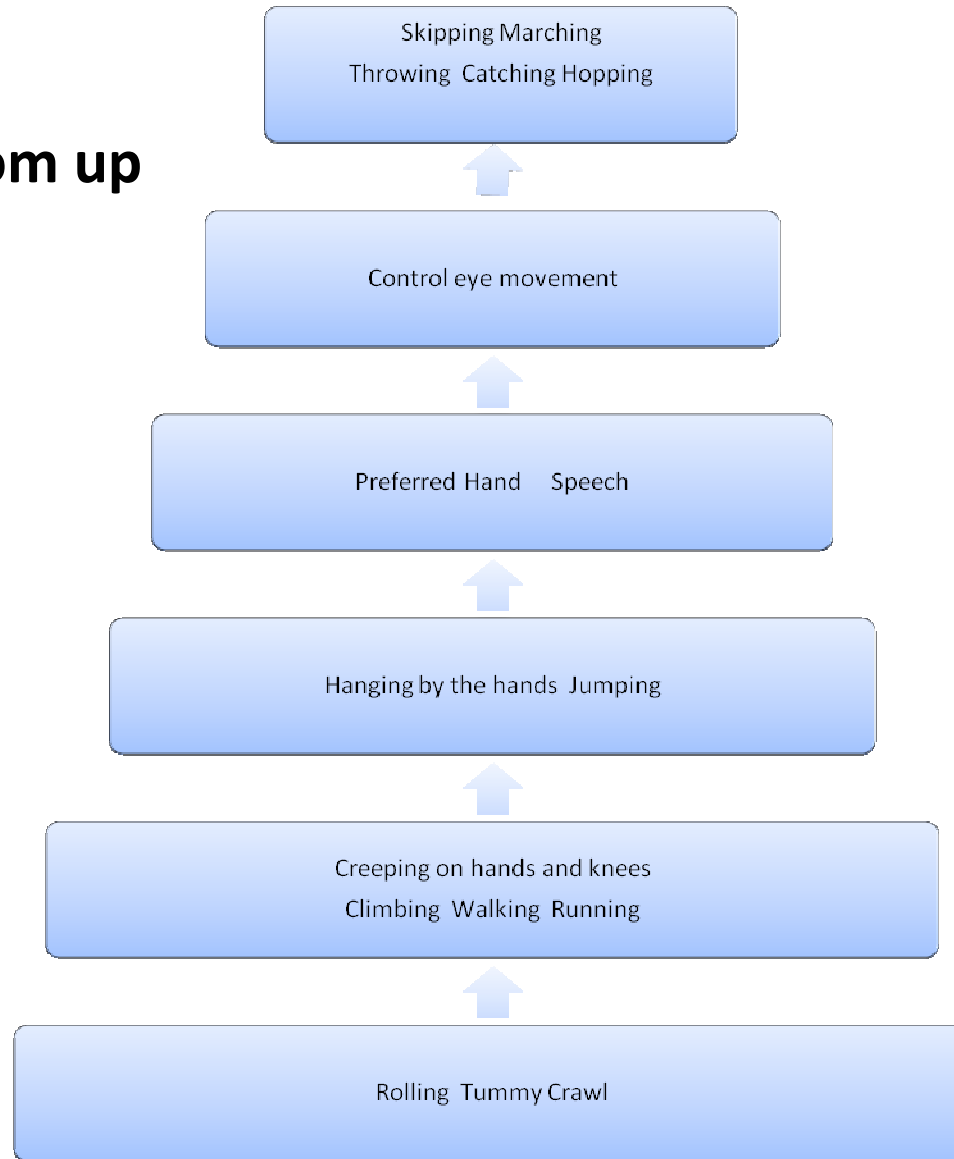 Skipping Marching
Throwing Catching Hopping
up
Control eye movement
Preferred Hand Speech
Hanging by the hands Jumping
Creeping on hands and knees
Climbing Walking Running
Rolling Tummy Crawl